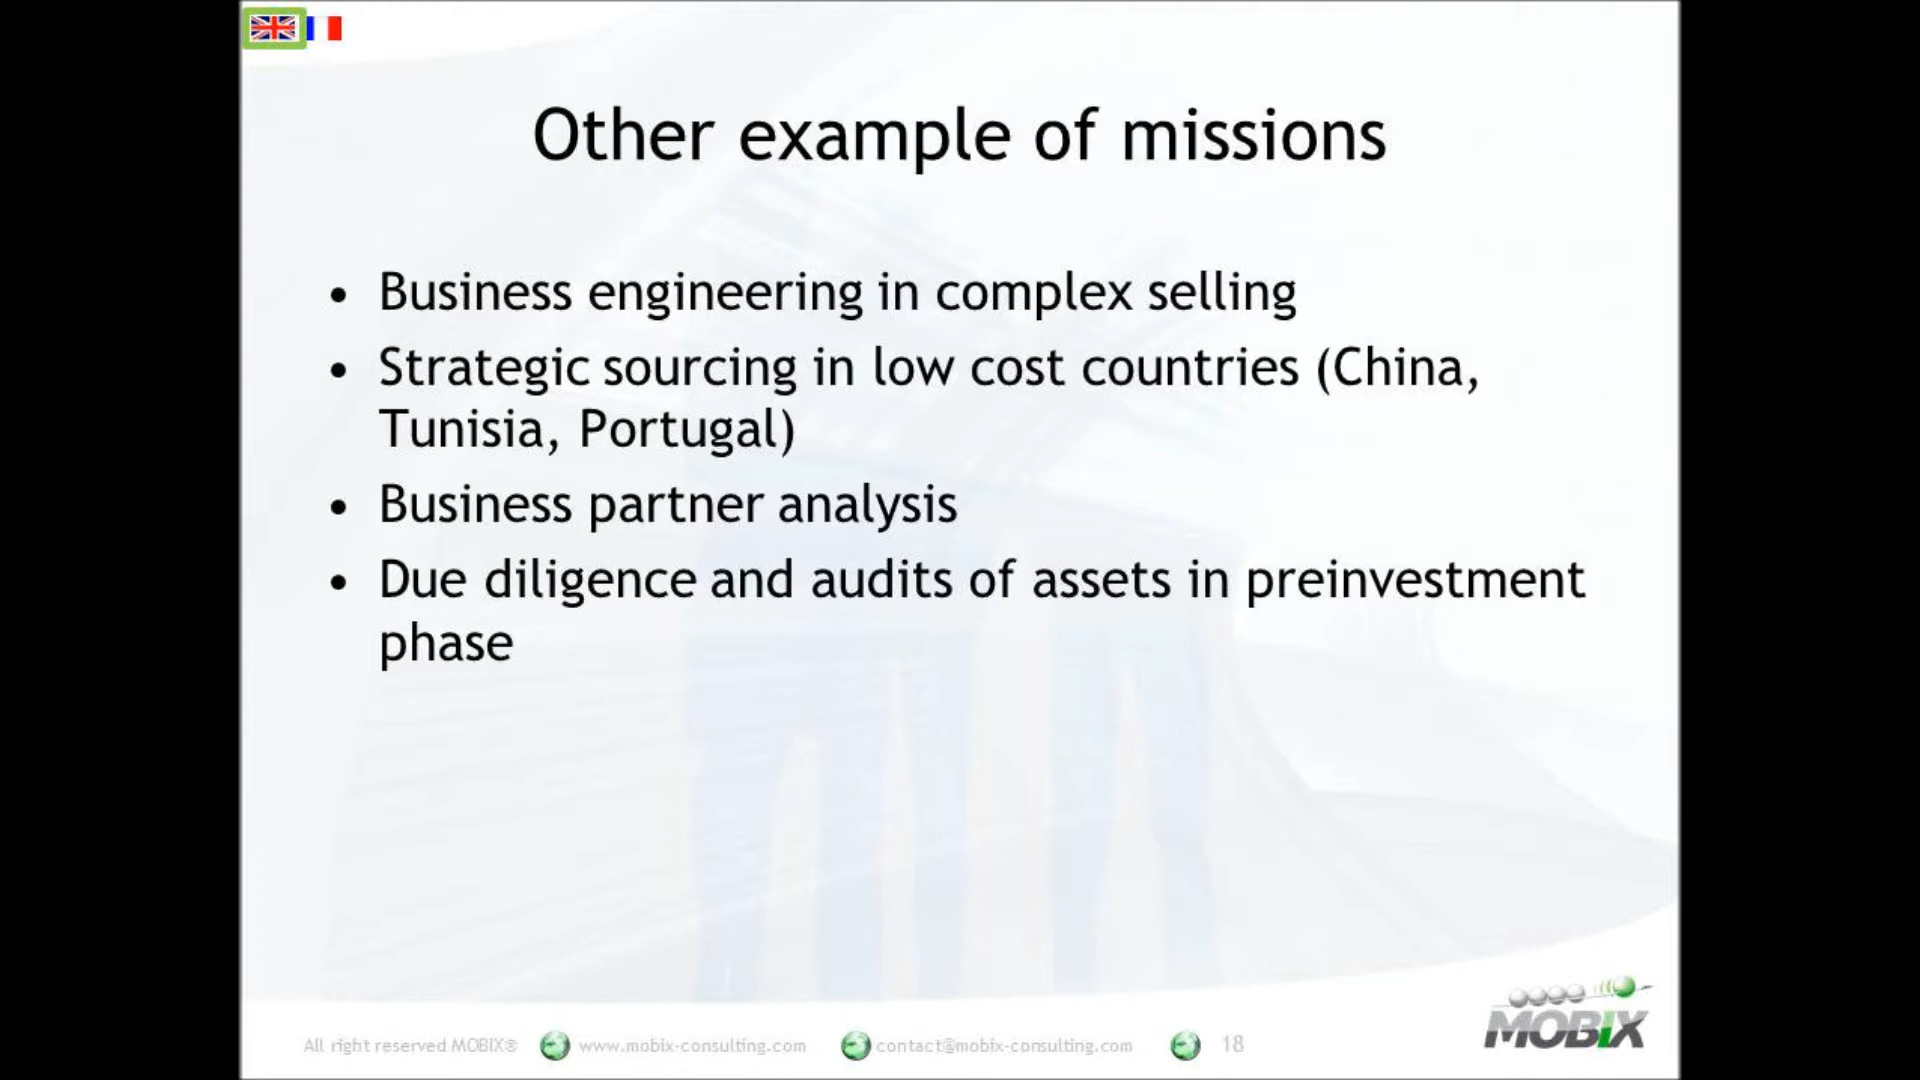 Other example of missions
• Business engineering in complex selling
• Strategic sourcing in low cost countries (China,
Tunisia, Portugal)
• Business partner analysis
• Due diligence and audits of assets in preinvestment
phase
All right reserved MOBIX® www.mobix-consulting.com contact@mobix-consulting.com 18
MOBIX